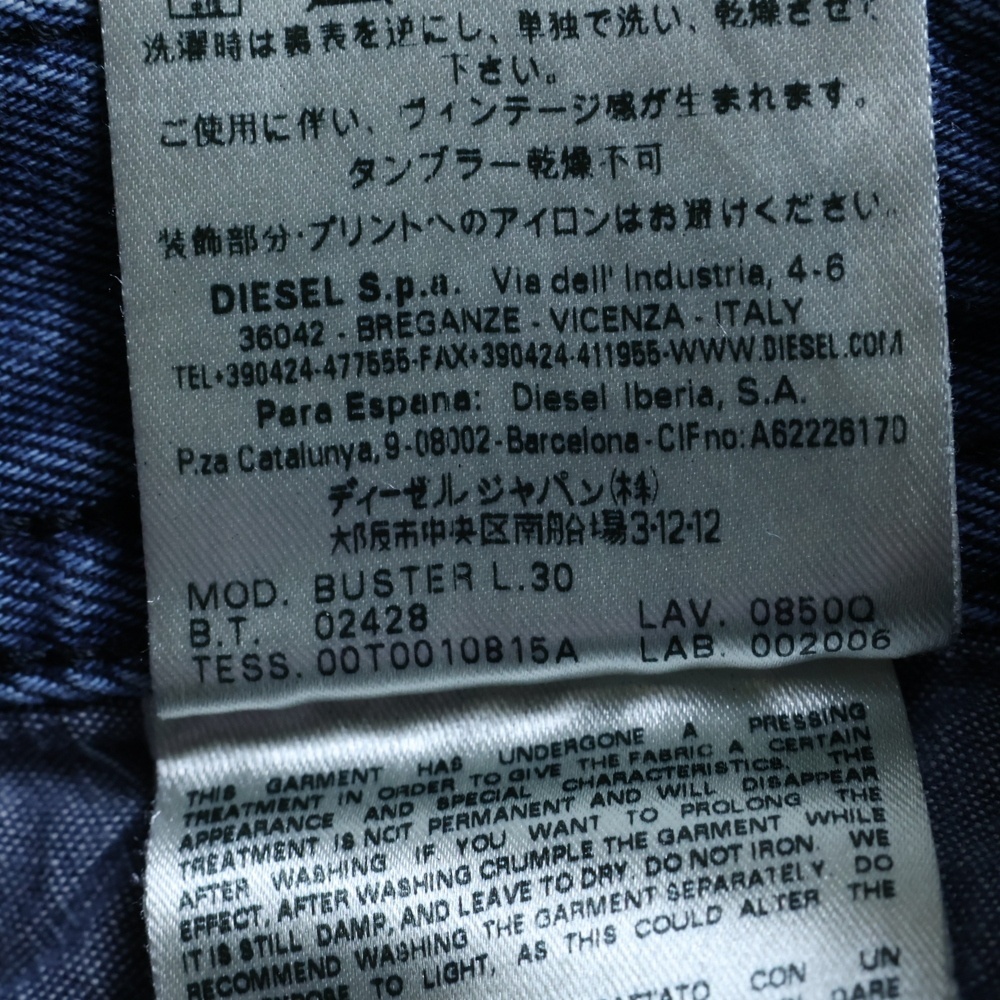 洗濯時は裏表を逆にし、単独で洗い、乾燥させ
下さい。
ご使用に伴い、ヴィンテージ感が生まれます。
タンブラー乾燥不可
装飾部分・プリントへのアイロンはお避けください。
DIESEL S.p.a. Via dell' Industria, 4-6
36042 - BREGANZE - VICENZA - ITALY
TEL+390424-477555-FAX+390424-411955-WWW.DIESEL.COM
Para Espana: Diesel Iberia, S.A.
P.za Catalunya, 9-08002-Barcelona-CIFno:A62226170
ディーゼルジャパン(株)
大阪市中央区南船場3-12-12
MOD. BUSTER L.30
B.T. 02428 LAV. 0850Q
TESS. 00T0010815A LAB. 002006
THIS GARMENT HAS UNDERGONE A PRESSING
TREATMENT IN ORDER TO GIVE THE FABRIC A CERTAIN
APPEARANCE AND SPECIAL CHARACTERISTICS. THE
TREATMENT IS NOT PERMANENT AND WILL DISAPPEAR
AFTER WASHING IF YOU WANT TO PROLONG THE
EFFECT, AFTER WASHING CRUMPLE THE GARMENT WHILE
IT IS STILL DAMP, AND LEAVE TO DRY. DO NOT IRON. WE
RECOMMEND WASHING THE GARMENT SEPARATELY. DO
TO LIGHT, AS THIS COULD ALTER THE
CON UN